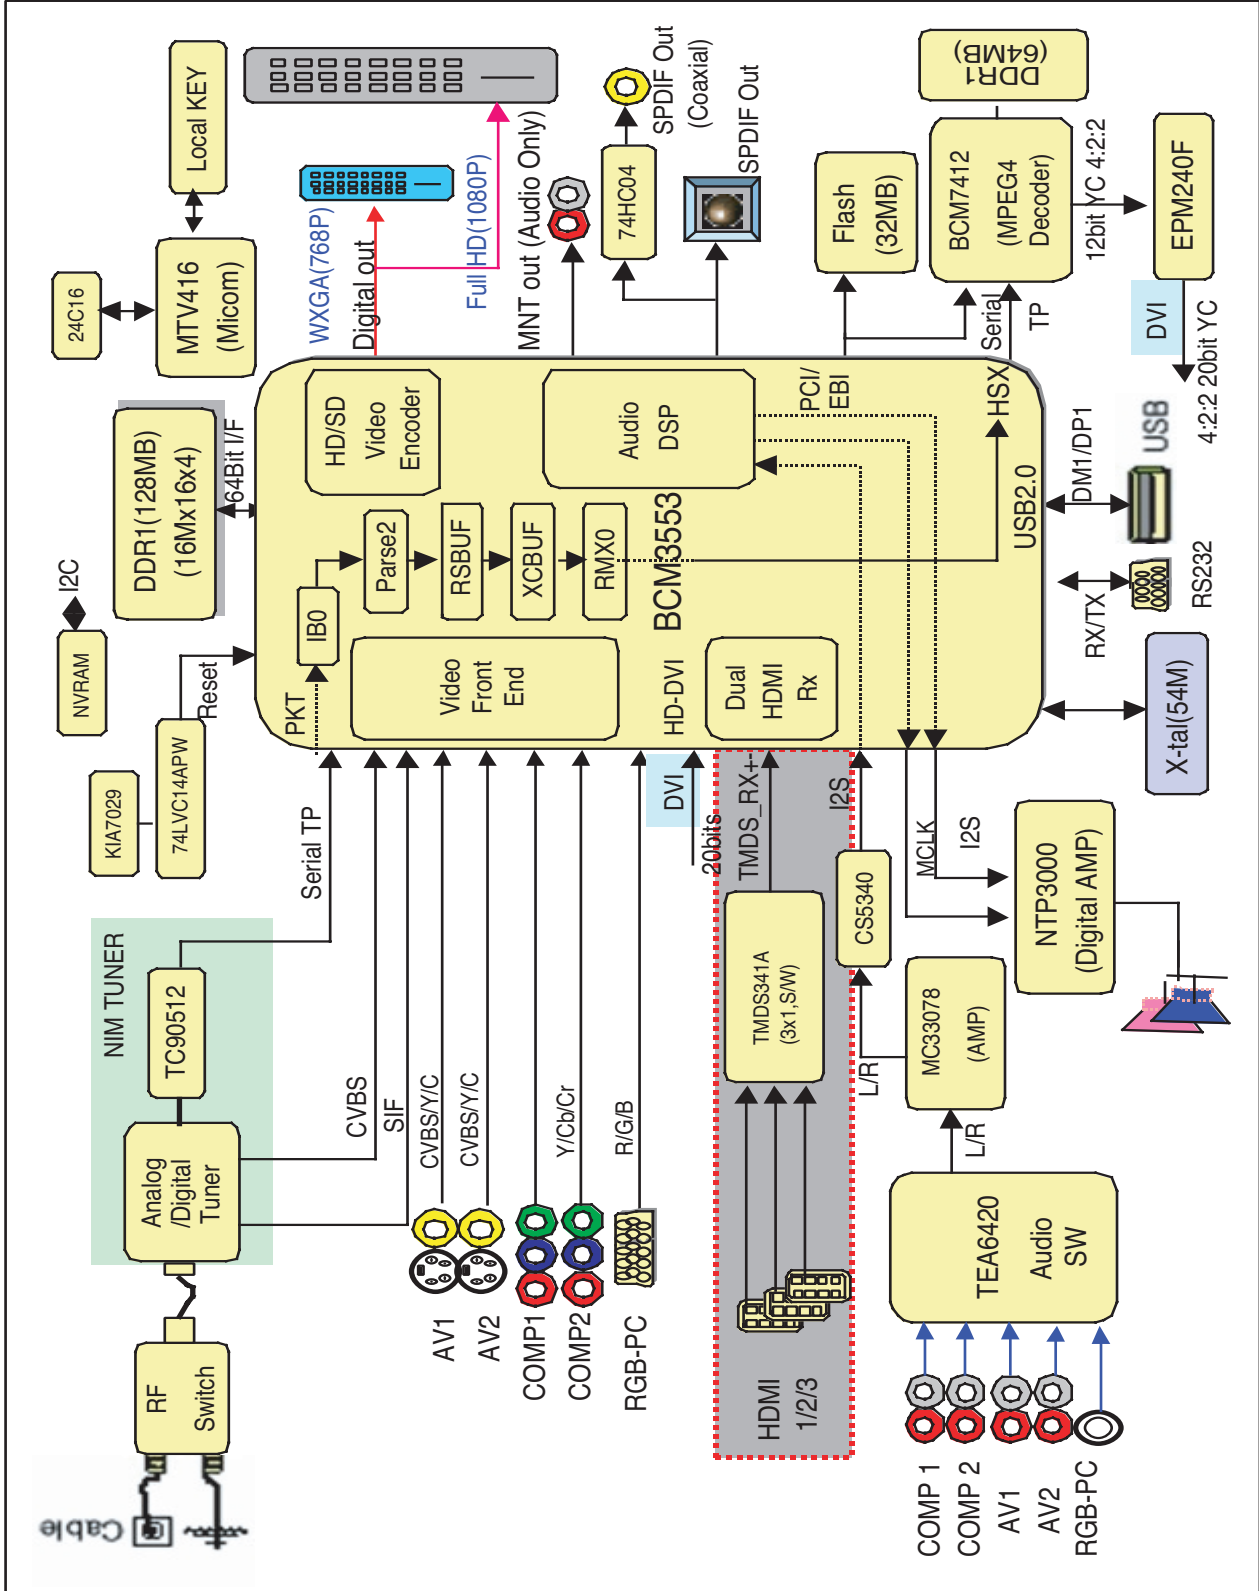 Cable
RF
Switch
NIM TUNER
Analog
/Digital
Tuner
TC90512
KIA7029
74LVC14APW
Reset
NVRAM
I2C
DDR1(128MB)
(16Mx16x4)
64Bit I/F
24C16
MTV416
(Micom)
Local KEY
Serial TP
CVBS
SIF
AV1
CVBS/Y/C
AV2
CVBS/Y/C
COMP1
COMP2
Y/Cb/Cr
RGB-PC
R/G/B
DVI
20bits
HD-DVI
HDMI
1/2/3
TMDS341A
(3x1,S/W)
TMDS_RX+-
PKT
IB0
Parse2
RSBUF
XCBUF
RMX0
Video
Front
End
HD/SD
Video
Encoder
BCM3553
Dual
HDMI
Rx
Audio
DSP
PCI/
EBI
HSX
USB2.0
WXGA(768P)
Digital out
Full HD(1080P)
MNT out (Audio Only)
74HC04
SPDIF Out
(Coaxial)
SPDIF Out
Flash
(32MB)
Serial
TP
BCM7412
(MPEG4
Decoder)
DDR1
(64MB)
12bit YC 4:2:2
EPM240F
DVI
4:2:2 20bit YC
DM1/DP1
USB
RX/TX
RS232
X-tal(54M)
I2S
CS5340
L/R
MC33078
(AMP)
L/R
MCLK
I2S
NTP3000
(Digital AMP)
TEA6420
Audio
SW
COMP 1
COMP 2
AV1
AV2
RGB-PC